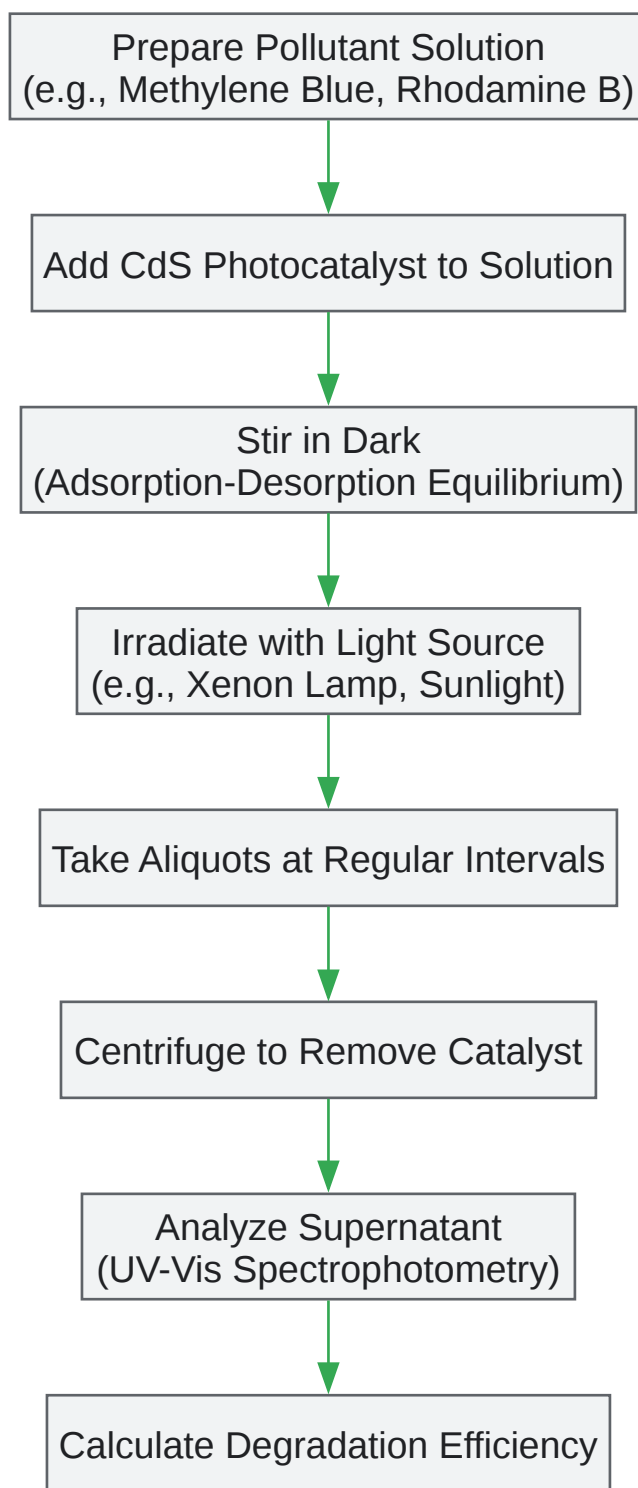 Prepare Pollutant Solution
(e.g., Methylene Blue, Rhodamine B)
Add CdS Photocatalyst to Solution
Stir in Dark
(Adsorption-Desorption Equilibrium)
Irradiate with Light Source
(e.g., Xenon Lamp, Sunlight)
Take Aliquots at Regular Intervals
Centrifuge to Remove Catalyst
Analyze Supernatant
(UV-Vis Spectrophotometry)
Calculate Degradation Efficiency